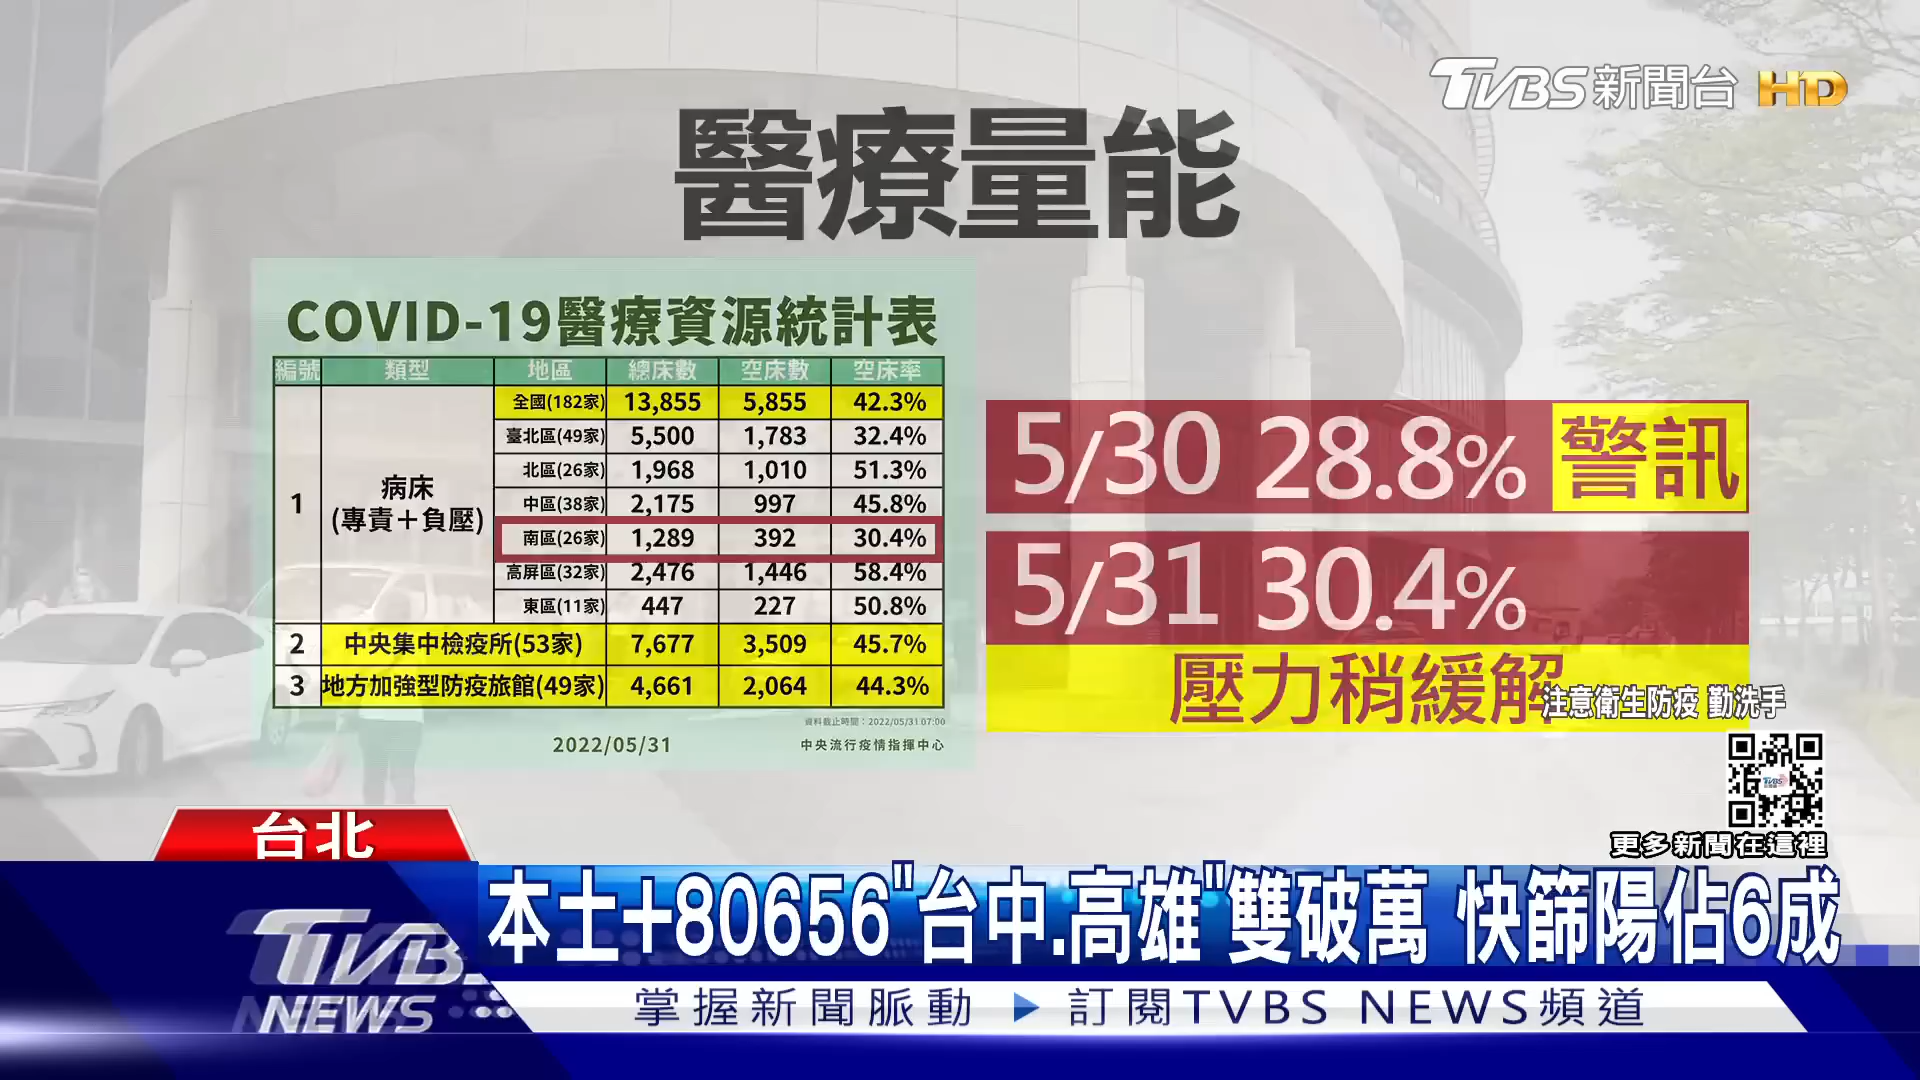 TVBS新聞台 HD
醫療量能
COVID-19醫療資源統計表
編號 類型 地區 總床數 空床數 空床率
1 病床(專責＋負壓) 全國(182家) 13,855 5,855 42.3%
臺北區(49家) 5,500 1,783 32.4%
北區(26家) 1,968 1,010 51.3%
中區(38家) 2,175 997 45.8%
南區(26家) 1,289 392 30.4%
高屏區(32家) 2,476 1,446 58.4%
東區(11家) 447 227 50.8%
2 中央集中檢疫所(53家) 7,677 3,509 45.7%
3 地方加強型防疫旅館(49家) 4,661 2,064 44.3%
資料截止時間：2022/05/31 07:00
2022/05/31 中央流行疫情指揮中心
5/30 28.8% 警訊
5/31 30.4%
壓力稍緩解
注意衛生防疫 勤洗手
TVBS
更多新聞在這裡
台北
本土+80656"台中.高雄"雙破萬 快篩陽佔6成
TVBS NEWS
掌握新聞脈動 ▶ 訂閱TVBS NEWS頻道